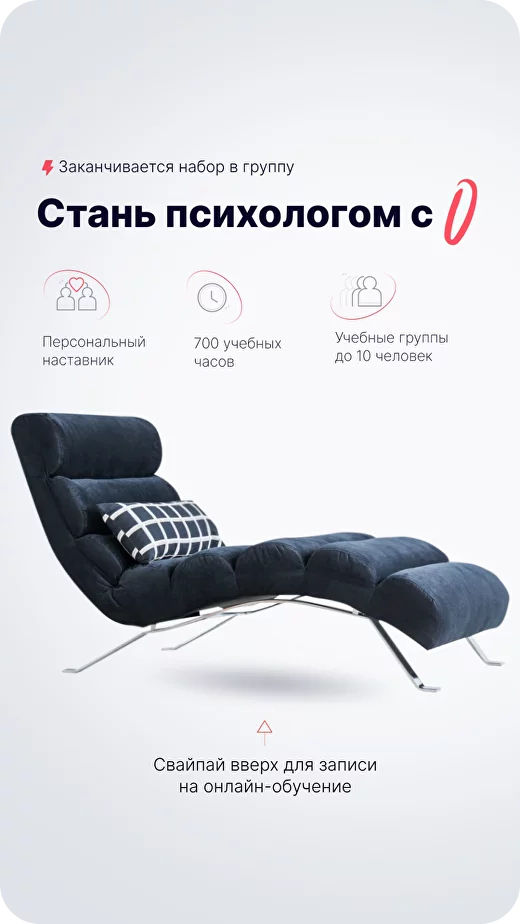 Заканчивается набор в группу
Стань психологом с 0
Персональный
наставник
700 учебных
часов
Учебные группы
до 10 человек
Свайпай вверх для записи
на онлайн-обучение